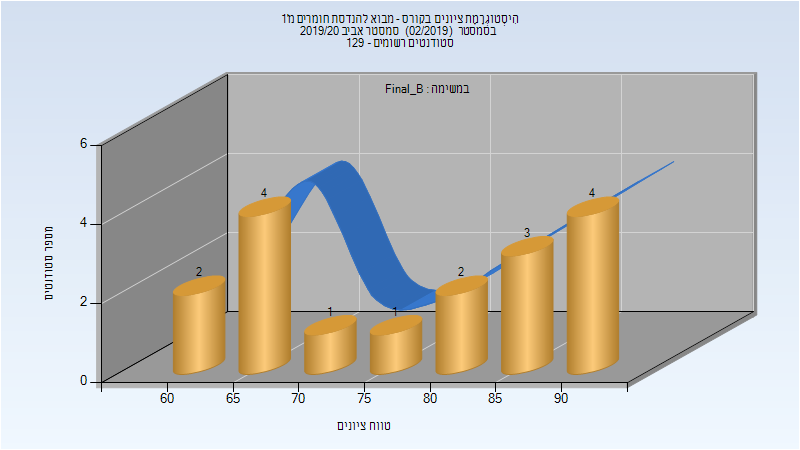 היסטוגרמת ציונים בקורס - מבוא להנדסת חומרים מ'1
בסמסטר (02/2019) סמסטר אביב 2019/20
סטודנטים רשומים - 129
במשימה : Final_B
מספר סטודנטים
6
4
2
0
2
4
1
1
2
3
4
60 65 70 75 80 85 90
טווח ציונים